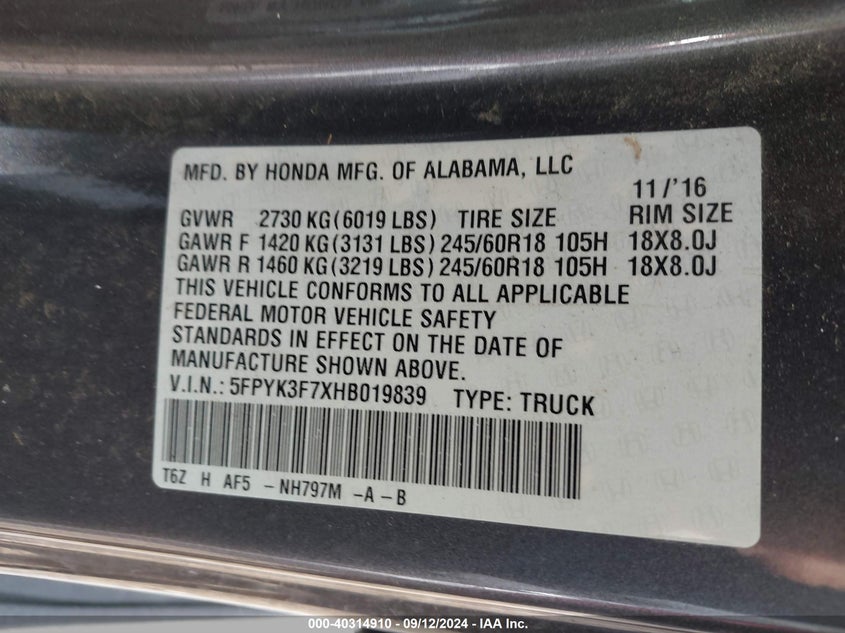 MFD. BY HONDA MFG. OF ALABAMA, LLC
11/'16
GVWR 2730 KG(6019 LBS) TIRE SIZE RIM SIZE
GAWR F 1420 KG(3131 LBS) 245/60R18 105H 18X8.0J
GAWR R 1460 KG(3219 LBS) 245/60R18 105H 18X8.0J
THIS VEHICLE CONFORMS TO ALL APPLICABLE
FEDERAL MOTOR VEHICLE SAFETY
STANDARDS IN EFFECT ON THE DATE OF
MANUFACTURE SHOWN ABOVE.
V.I.N.: 5FPYK3F7XHB019839 TYPE: TRUCK
T6Z H AF5 -NH797M -A-B
000-40314910 - 09/12/2024 - IAA Inc.